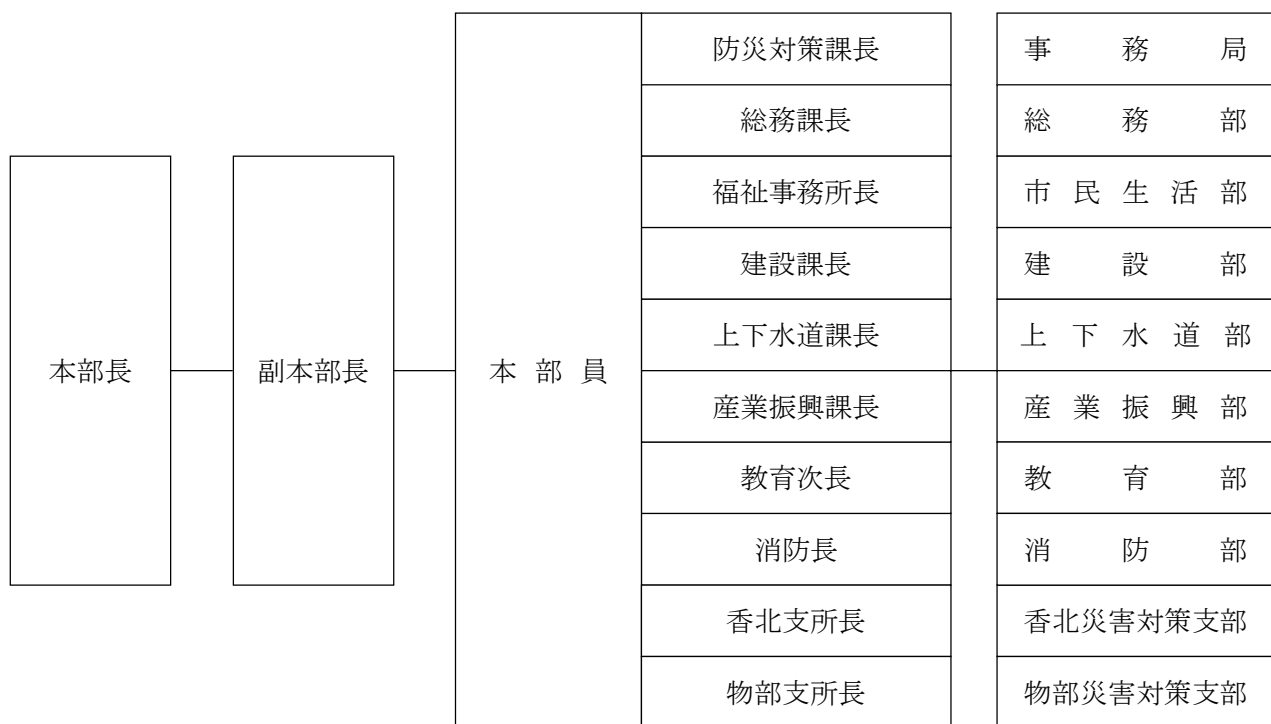 防災対策課長 事務局
総務課長 総務部
福祉事務所長 市民生活部
建設課長 建設部
上下水道課長 上下水道部
本部長 副本部長 本部員
産業振興課長 産業振興部
教育次長 教育部
消防長 消防部
香北支所長 香北災害対策支部
物部支所長 物部災害対策支部